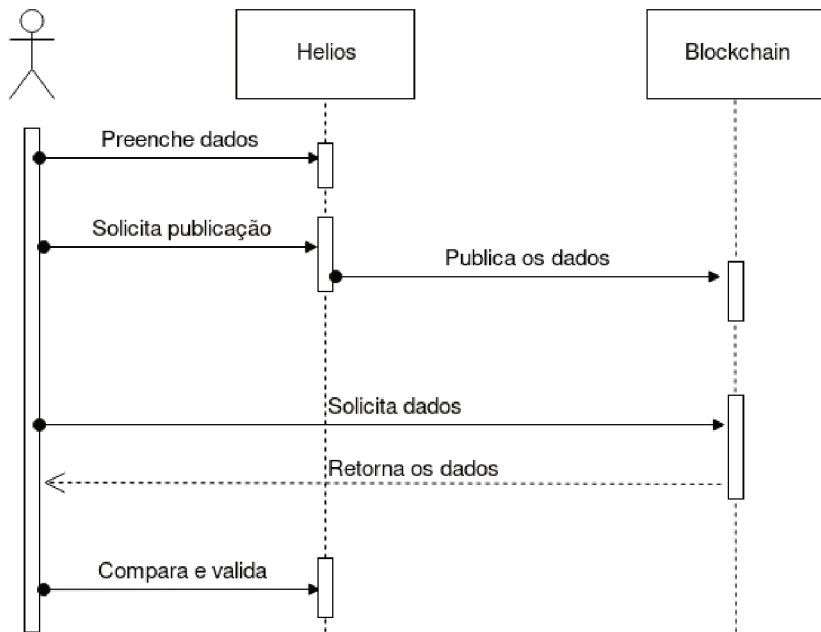 Helios
Blockchain
Preenche dados
Solicita publicação
Publica os dados
Solicita dados
Retorna os dados
Compara e valida